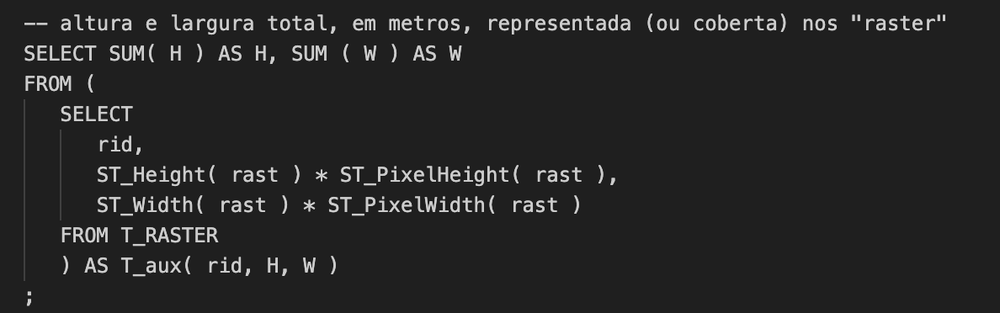 -- altura e largura total, em metros, representada (ou coberta) nos "raster"
SELECT SUM( H ) AS H, SUM ( W ) AS W
FROM (
SELECT
rid,
ST_Height( rast ) * ST_PixelHeight( rast ),
ST_Width( rast ) * ST_PixelWidth( rast )
FROM T_RASTER
) AS T_aux( rid, H, W )
;